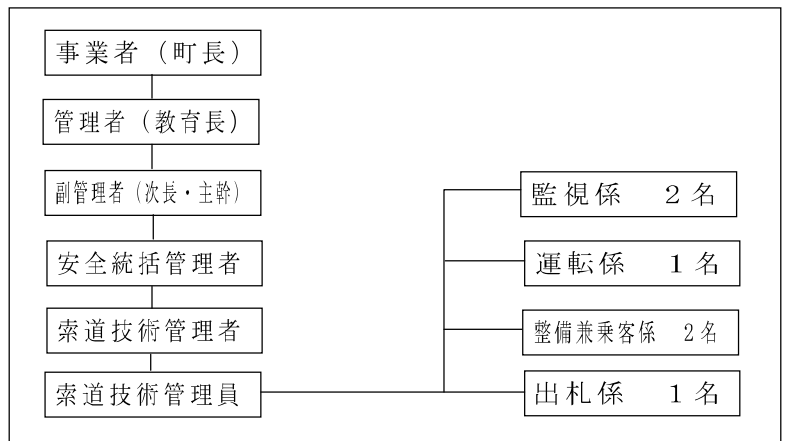 事業者（町長）
管理者（教育長）
副管理者（次長・主幹）
安全統括管理者
索道技術管理者
索道技術管理員
監視係　２名
運転係　１名
整備兼乗客係　２名
出札係　１名